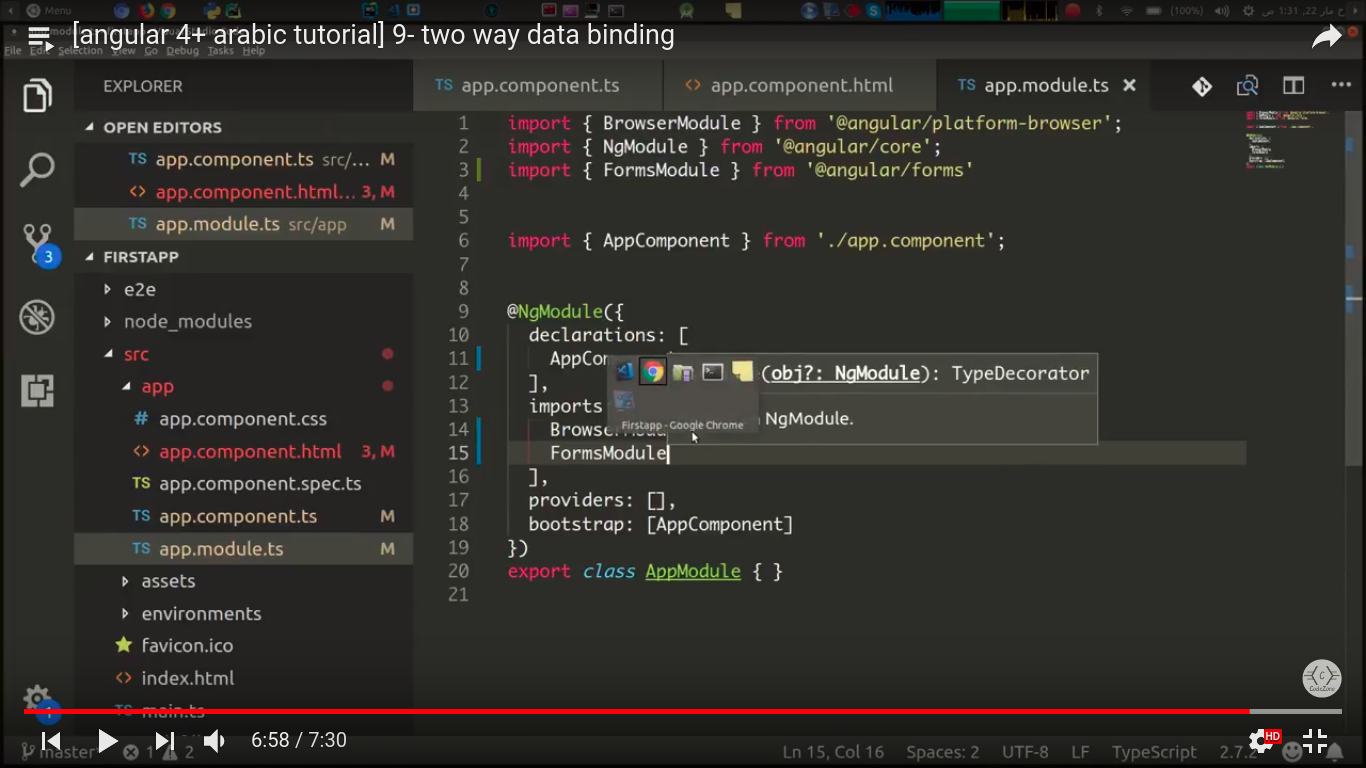 Menu
(100%)
[angular 4+ arabic tutorial] 9- two way data binding
File Edit Selection View Go Debug Tasks Help
EXPLORER
TS app.component.ts
<> app.component.html
TS app.module.ts ×
OPEN EDITORS
TS app.component.ts src/... M
<> app.component.html... 3, M
TS app.module.ts src/app M
3
FIRSTAPP
e2e
node_modules
src
app
# app.component.css
<> app.component.html 3, M
TS app.component.spec.ts
TS app.component.ts M
TS app.module.ts M
assets
environments
favicon.ico
<> index.html
TS main.ts
1 import { BrowserModule } from '@angular/platform-browser';
2 import { NgModule } from '@angular/core';
3 import { FormsModule } from '@angular/forms'
4
5
6 import { AppComponent } from './app.component';
7
8
9 @NgModule({
10 declarations: [
11 AppCom
12 ],
13 imports
14 Browse
15 FormsModule
16 ],
17 providers: [],
18 bootstrap: [AppComponent]
19 })
20 export class AppModule { }
21
(obj?: NgModule): TypeDecorator
NgModule.
Firstapp - Google Chrome
C
CodeZone
1
6:58 / 7:30
HD
master
1 2
Ln 15, Col 16 Spaces: 2 UTF-8 LF TypeScript 2.7.2